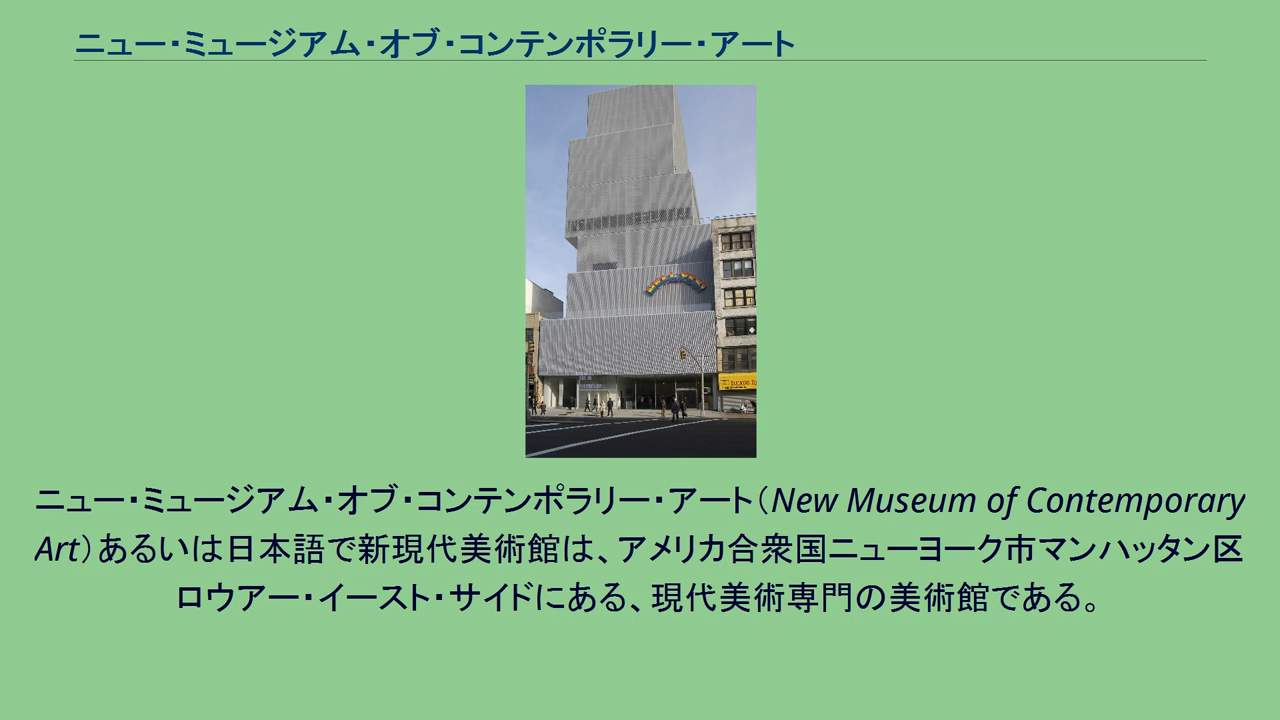 ニュー・ミュージアム・オブ・コンテンポラリー・アート
ニュー・ミュージアム・オブ・コンテンポラリー・アート（New Museum of Contemporary
Art）あるいは日本語で新現代美術館は、アメリカ合衆国ニューヨーク市マンハッタン区
ロウアー・イースト・サイドにある、現代美術専門の美術館である。